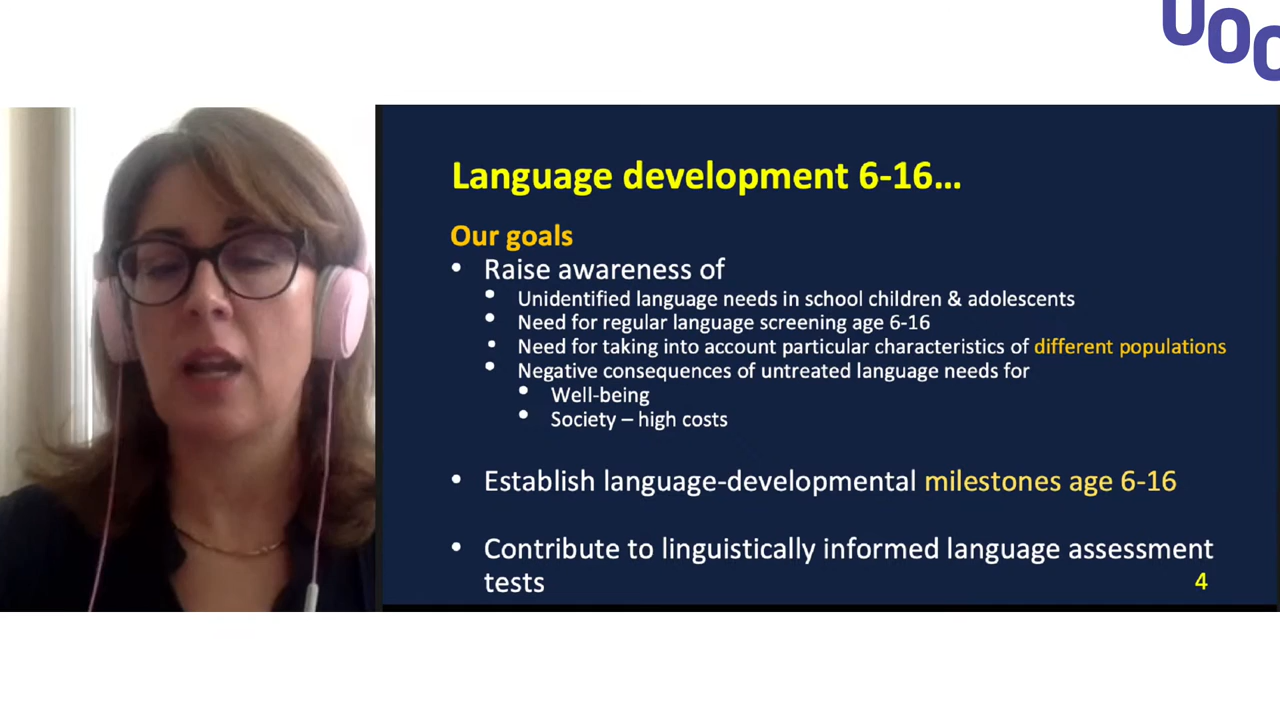 UOC
Language development 6-16...
Our goals
• Raise awareness of
• Unidentified language needs in school children & adolescents
• Need for regular language screening age 6-16
• Need for taking into account particular characteristics of different populations
• Negative consequences of untreated language needs for
• Well-being
• Society – high costs
• Establish language-developmental milestones age 6-16
• Contribute to linguistically informed language assessment
tests
4